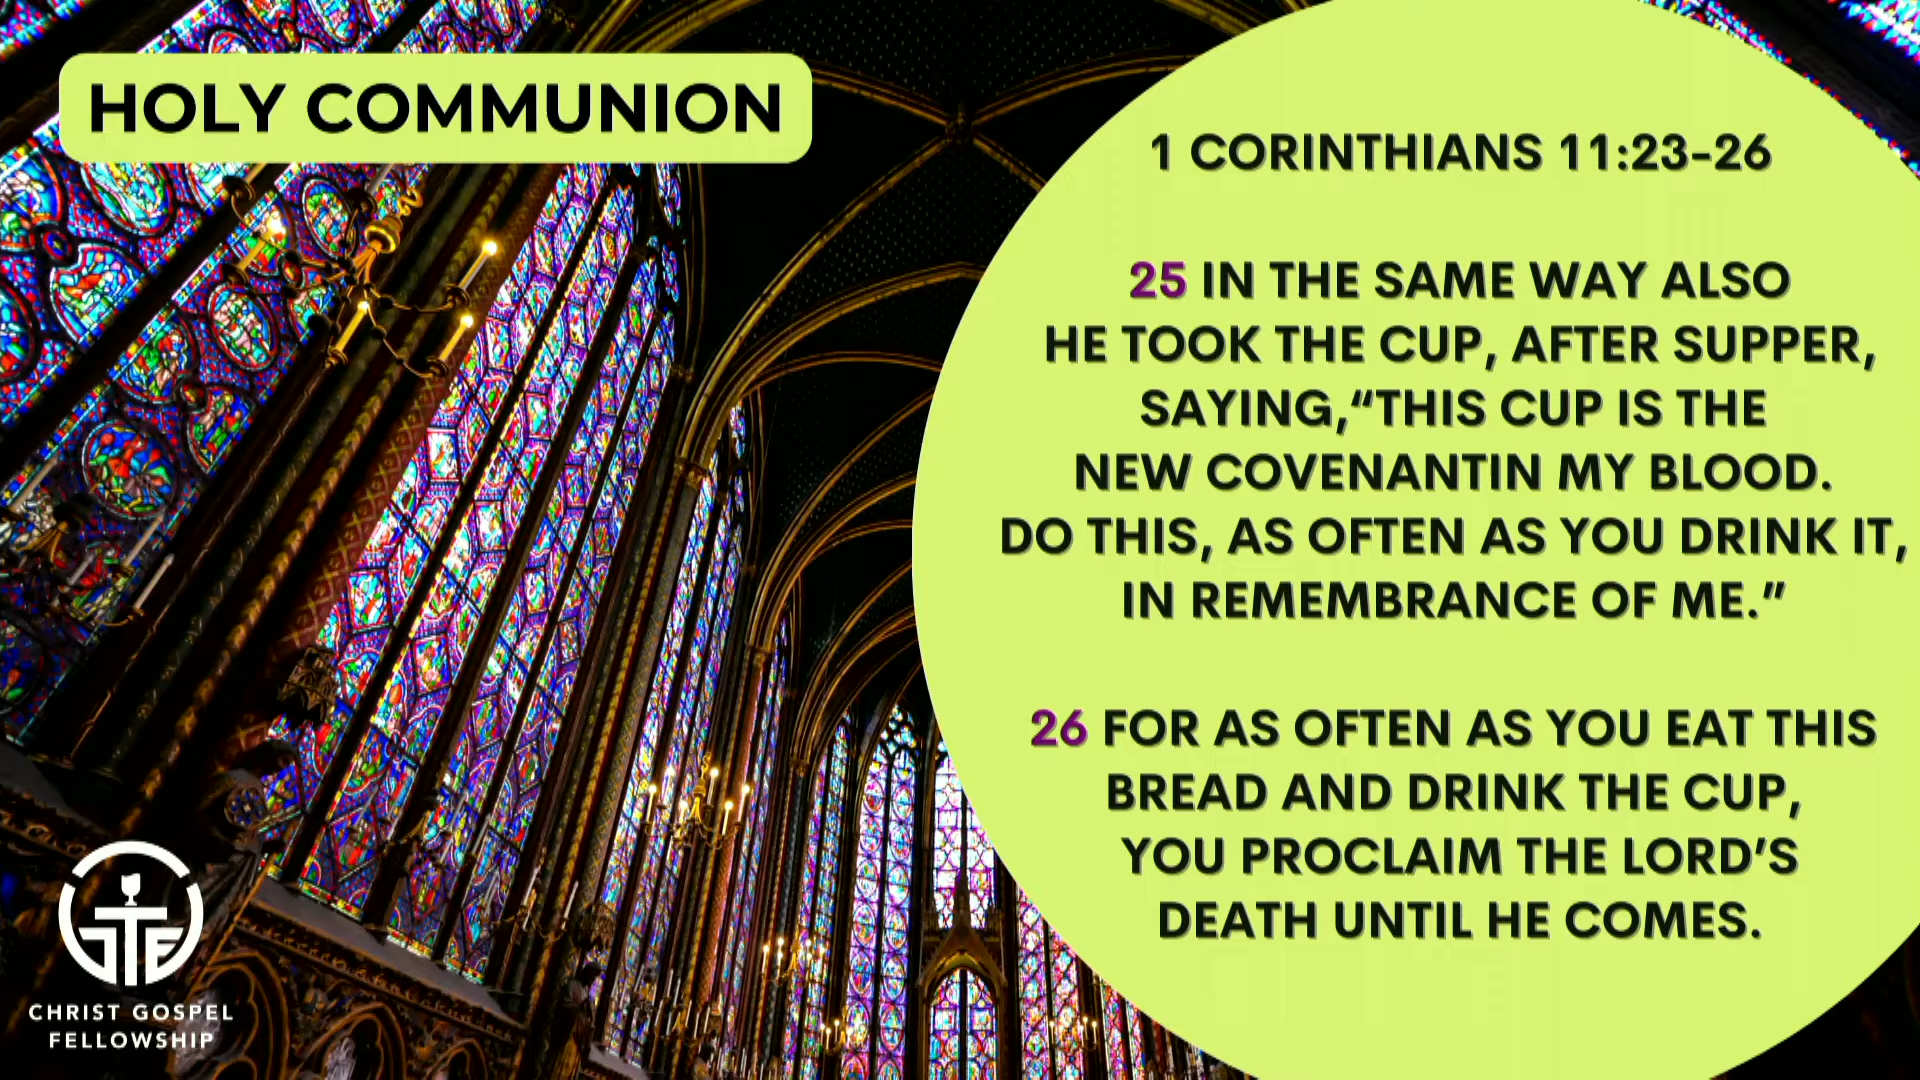 HOLY COMMUNION
1 CORINTHIANS 11:23-26
25 IN THE SAME WAY ALSO
HE TOOK THE CUP, AFTER SUPPER,
SAYING,“THIS CUP IS THE
NEW COVENANTIN MY BLOOD.
DO THIS, AS OFTEN AS YOU DRINK IT,
IN REMEMBRANCE OF ME.”
26 FOR AS OFTEN AS YOU EAT THIS
BREAD AND DRINK THE CUP,
YOU PROCLAIM THE LORD’S
DEATH UNTIL HE COMES.
CHRIST GOSPEL
FELLOWSHIP